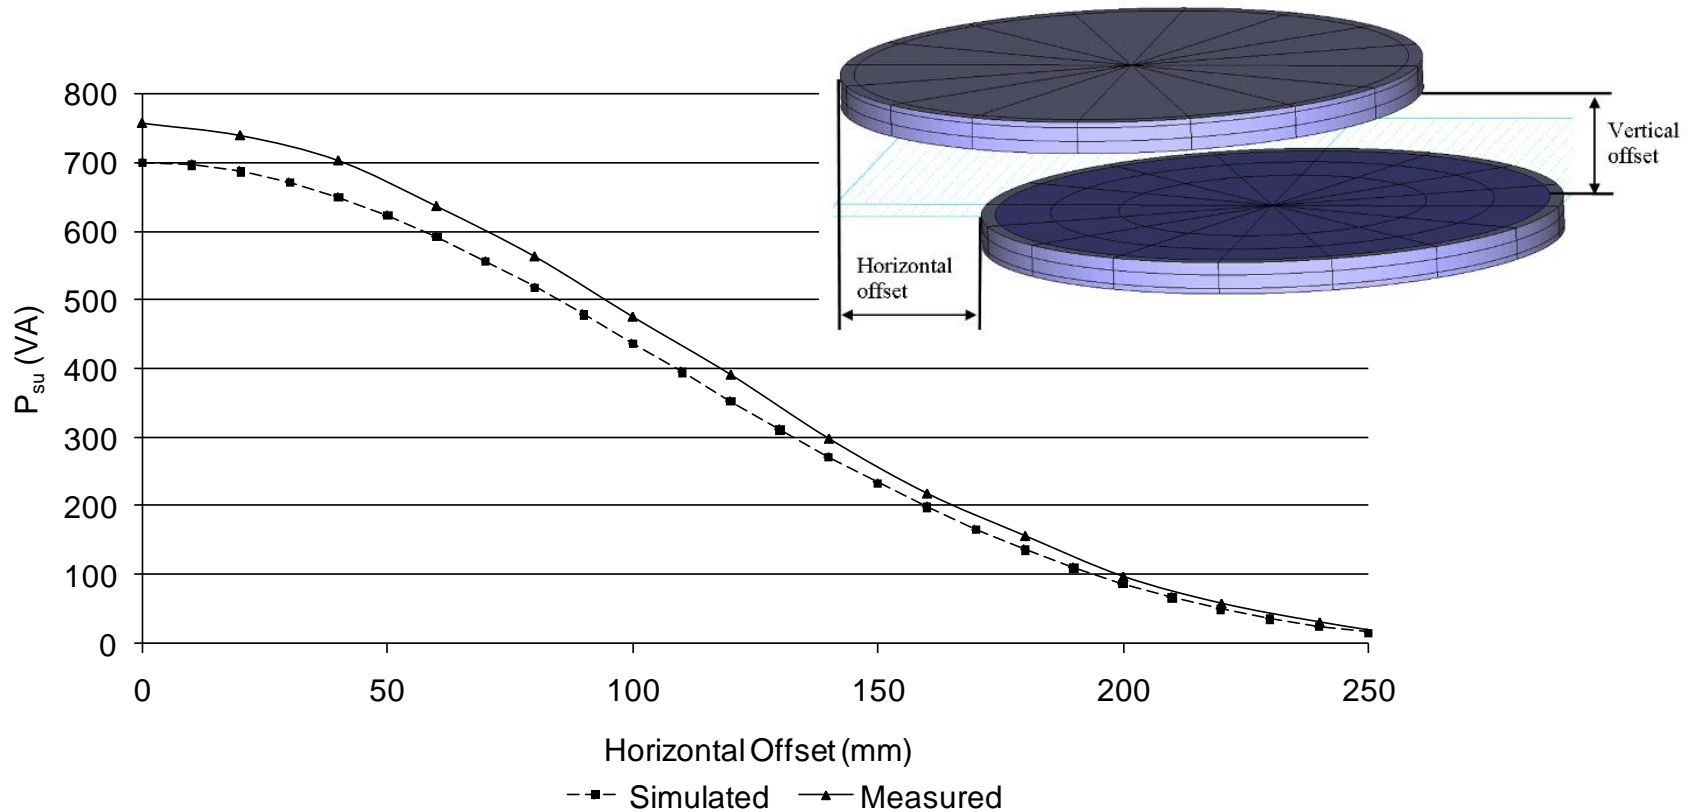 800
700
600
500
400
300
200
100
0
P_su (VA)
0 50 100 150 200 250
Horizontal Offset (mm)
Simulated Measured
Vertical
offset
Horizontal
offset